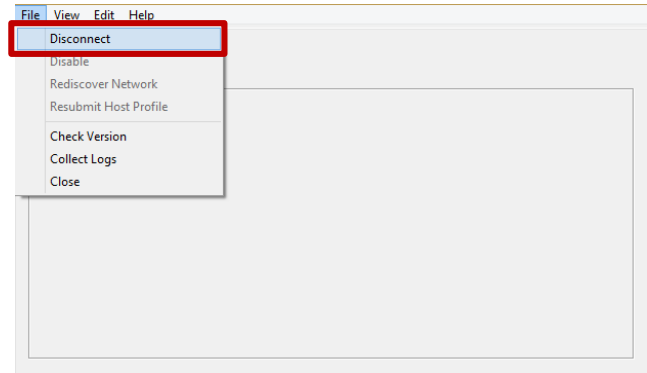 File View Edit Help
Disconnect
Disable
Rediscover Network
Resubmit Host Profile
Check Version
Collect Logs
Close